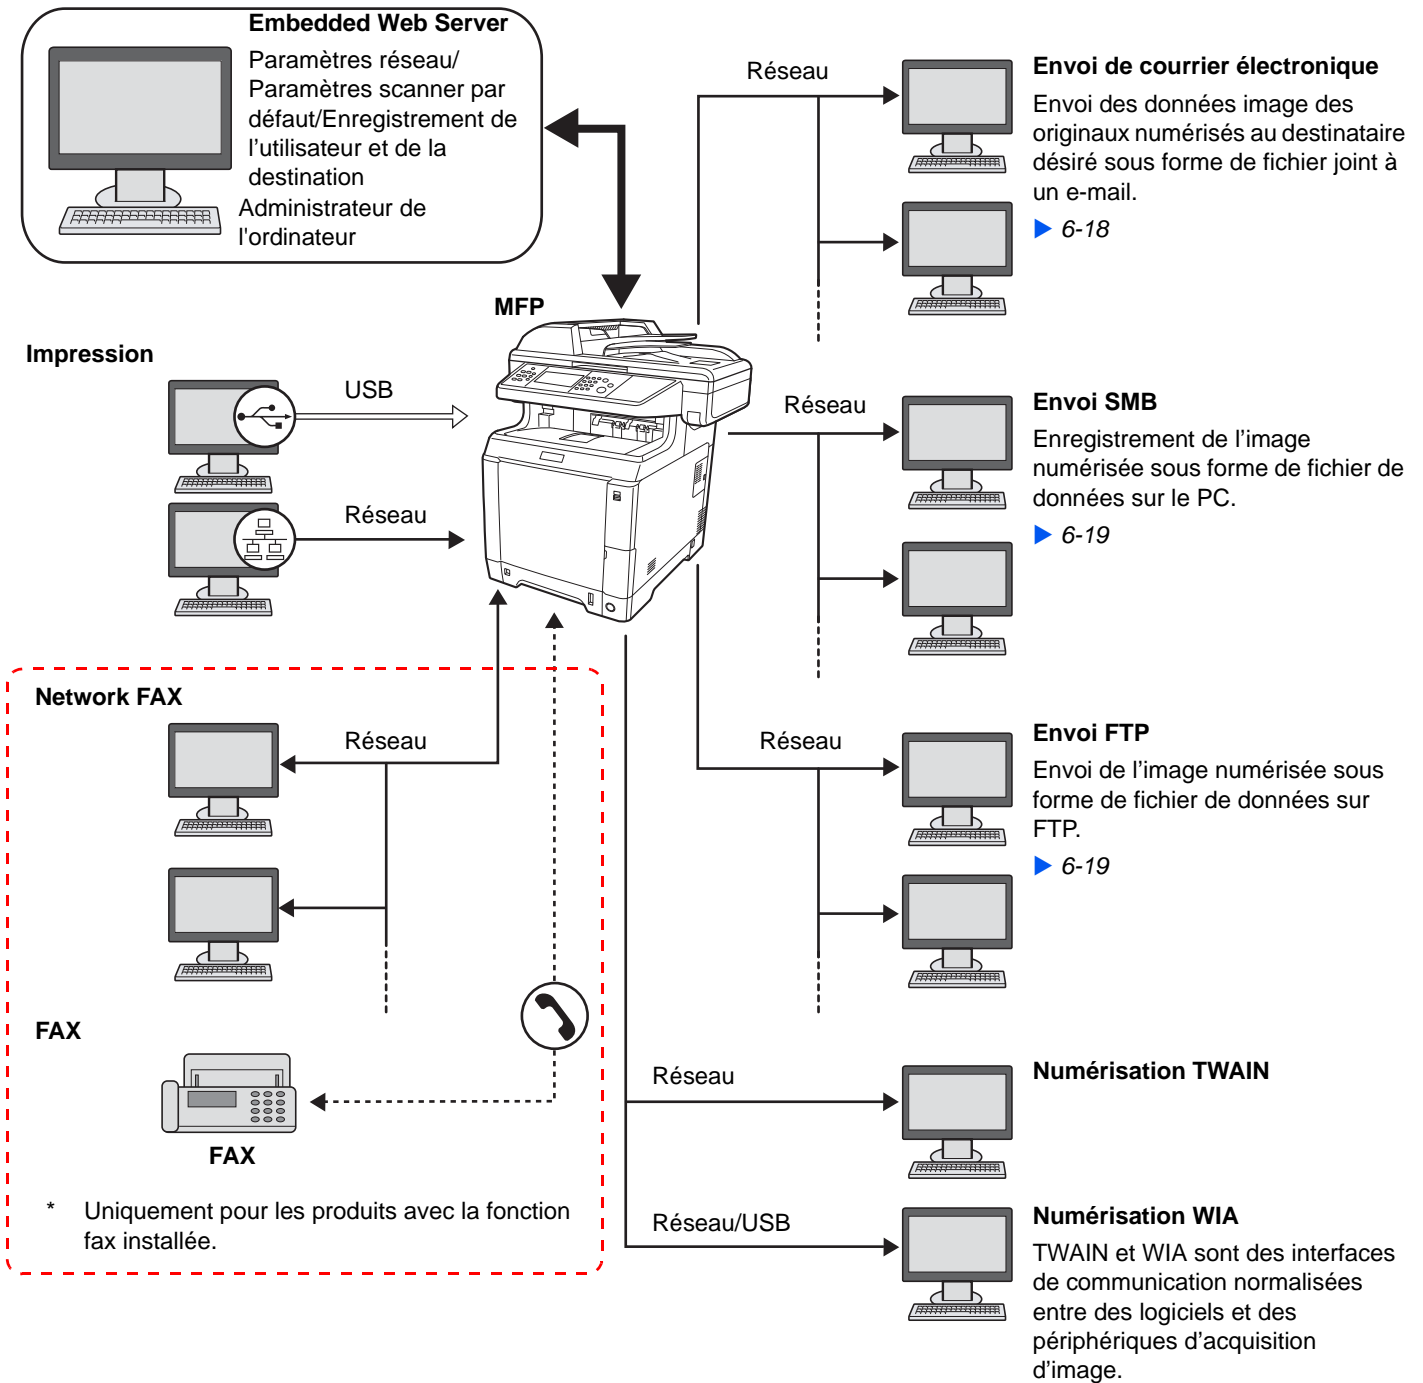 Embedded Web Server
Paramètres réseau/
Paramètres scanner par
défaut/Enregistrement de
l’utilisateur et de la
destination
Administrateur de
l'ordinateur
MFP
Impression
USB
Réseau
Network FAX
Réseau
FAX
FAX
* Uniquement pour les produits avec la fonction
fax installée.
Réseau
Envoi de courrier électronique
Envoi des données image des
originaux numérisés au destinataire
désiré sous forme de fichier joint à
un e-mail.
6-18
Réseau
Envoi SMB
Enregistrement de l’image
numérisée sous forme de fichier de
données sur le PC.
6-19
Réseau
Envoi FTP
Envoi de l’image numérisée sous
forme de fichier de données sur
FTP.
6-19
Réseau
Numérisation TWAIN
Réseau/USB
Numérisation WIA
TWAIN et WIA sont des interfaces
de communication normalisées
entre des logiciels et des
périphériques d’acquisition
d’image.